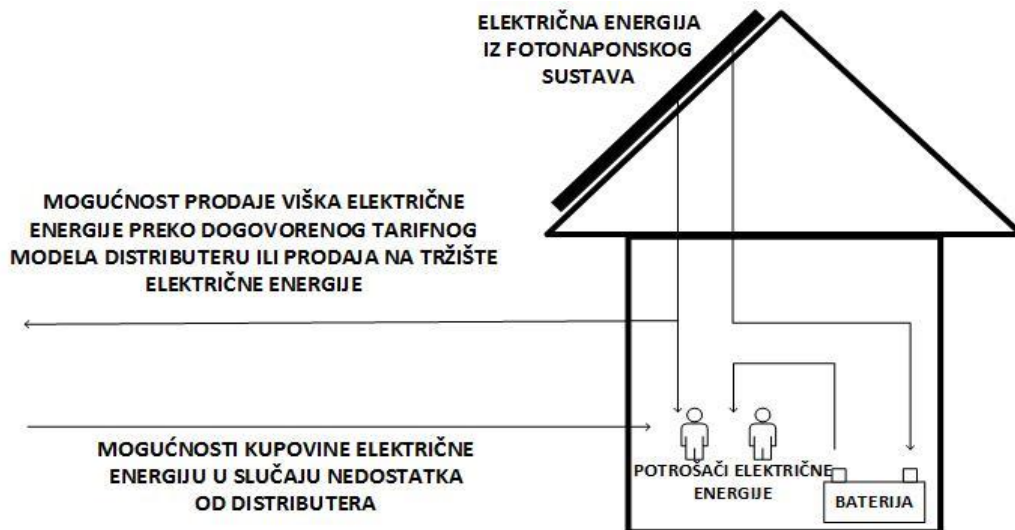 ELEKTRIČNA ENERGIJA
IZ FOTONAPONSKOG
SUSTAVA
MOGUĆNOST PRODAJE VIŠKA ELEKTRIČNE
ENERGIJE PREKO DOGOVORENOG TARIFNOG
MODELA DISTRIBUTERU ILI PRODAJA NA TRŽIŠTE
ELEKTRIČNE ENERGIJE
MOGUĆNOSTI KUPOVINE ELEKTRIČNE
ENERGIJU U SLUČAJU NEDOSTATKA
OD DISTRIBUTERA
POTROŠAČI ELEKTRIČNE
ENERGIJE
BATERIJA